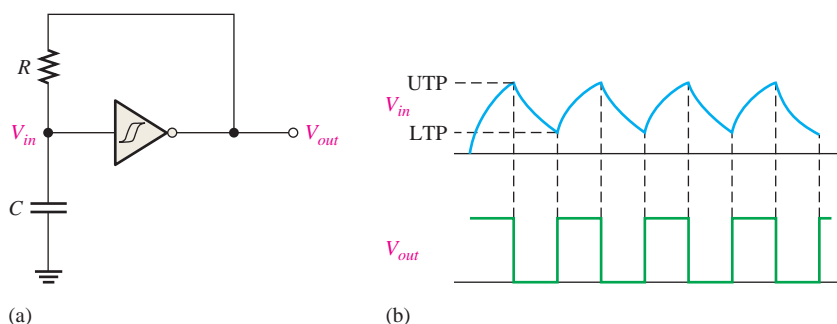 R
V_in
V_out
C
(a)
UTP
V_in
LTP
V_out
(b)